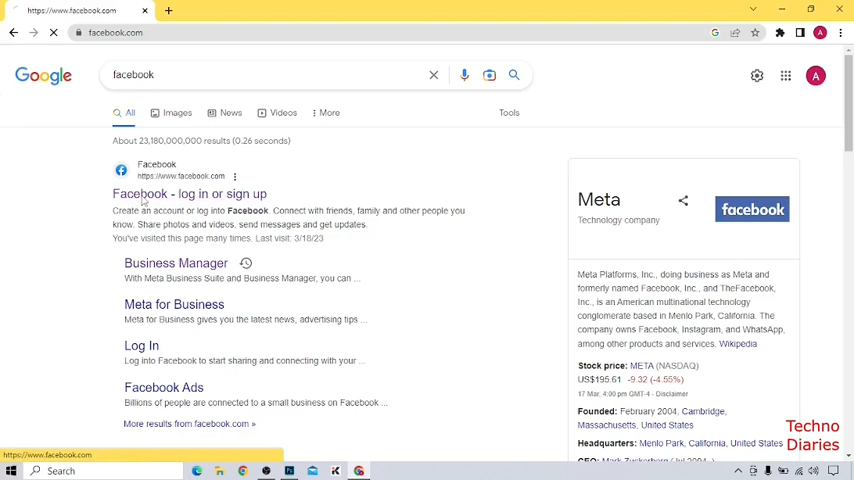 https://www.facebook.com
facebook.com
A
Google
facebook
A
All
Images
News
Videos
More
Tools
About 23,180,000,000 results (0.26 seconds)
Facebook
https://www.facebook.com
Facebook - log in or sign up
Create an account or log into Facebook. Connect with friends, family and other people you
know. Share photos and videos, send messages and get updates.
You've visited this page many times. Last visit: 3/18/23
Business Manager
With Meta Business Suite and Business Manager, you can ...
Meta for Business
Meta for Business gives you the latest news, advertising tips ...
Log In
Log into Facebook to start sharing and connecting with your ...
Facebook Ads
Billions of people are connected to a small business on Facebook ...
More results from facebook.com »
Meta
Technology company
facebook
Meta Platforms, Inc., doing business as Meta and
formerly named Facebook, Inc., and TheFacebook,
Inc., is an American multinational technology
conglomerate based in Menlo Park, California. The
company owns Facebook, Instagram, and WhatsApp,
among other products and services. Wikipedia
Stock price: META (NASDAQ)
US$195.61 -9.32 (-4.55%)
17 Mar, 4:00 pm GMT-4 - Disclaimer
Founded: February 2004, Cambridge,
Massachusetts, United States
Headquarters: Menlo Park, California, United States
CEO: Mark Zuckerberg (Jul 2004–)
Techno
Diaries
https://www.facebook.com
Search